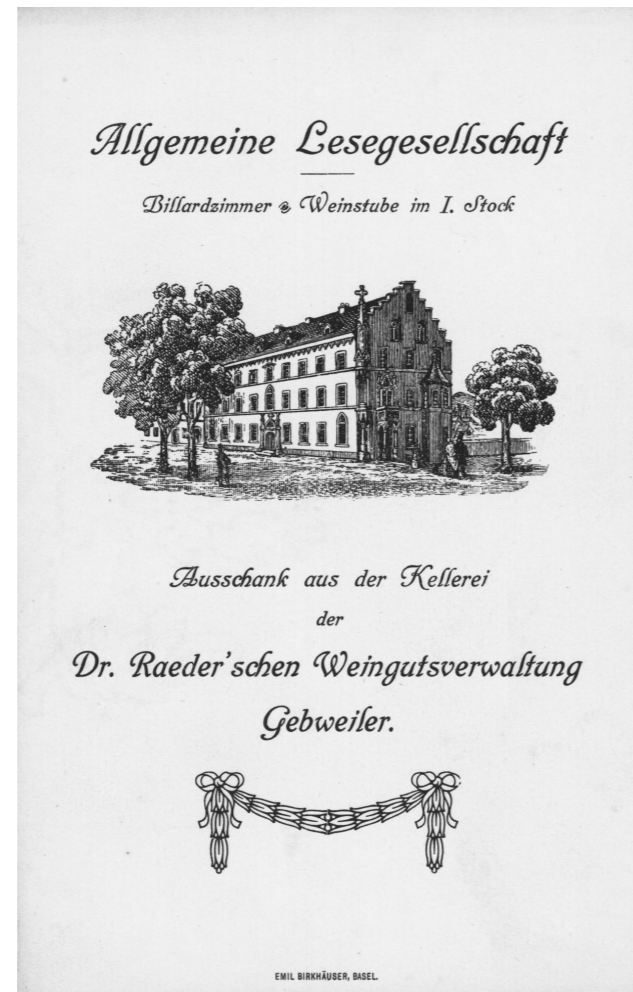 Allgemeine Lesegesellschaft
Billardzimmer & Weinstube im I. Stock
Ausschank aus der Kellerei
der
Dr. Raeder'schen Weingutsverwaltung
Gebweiler.
EMIL BIRKHÄUSER, BASEL.